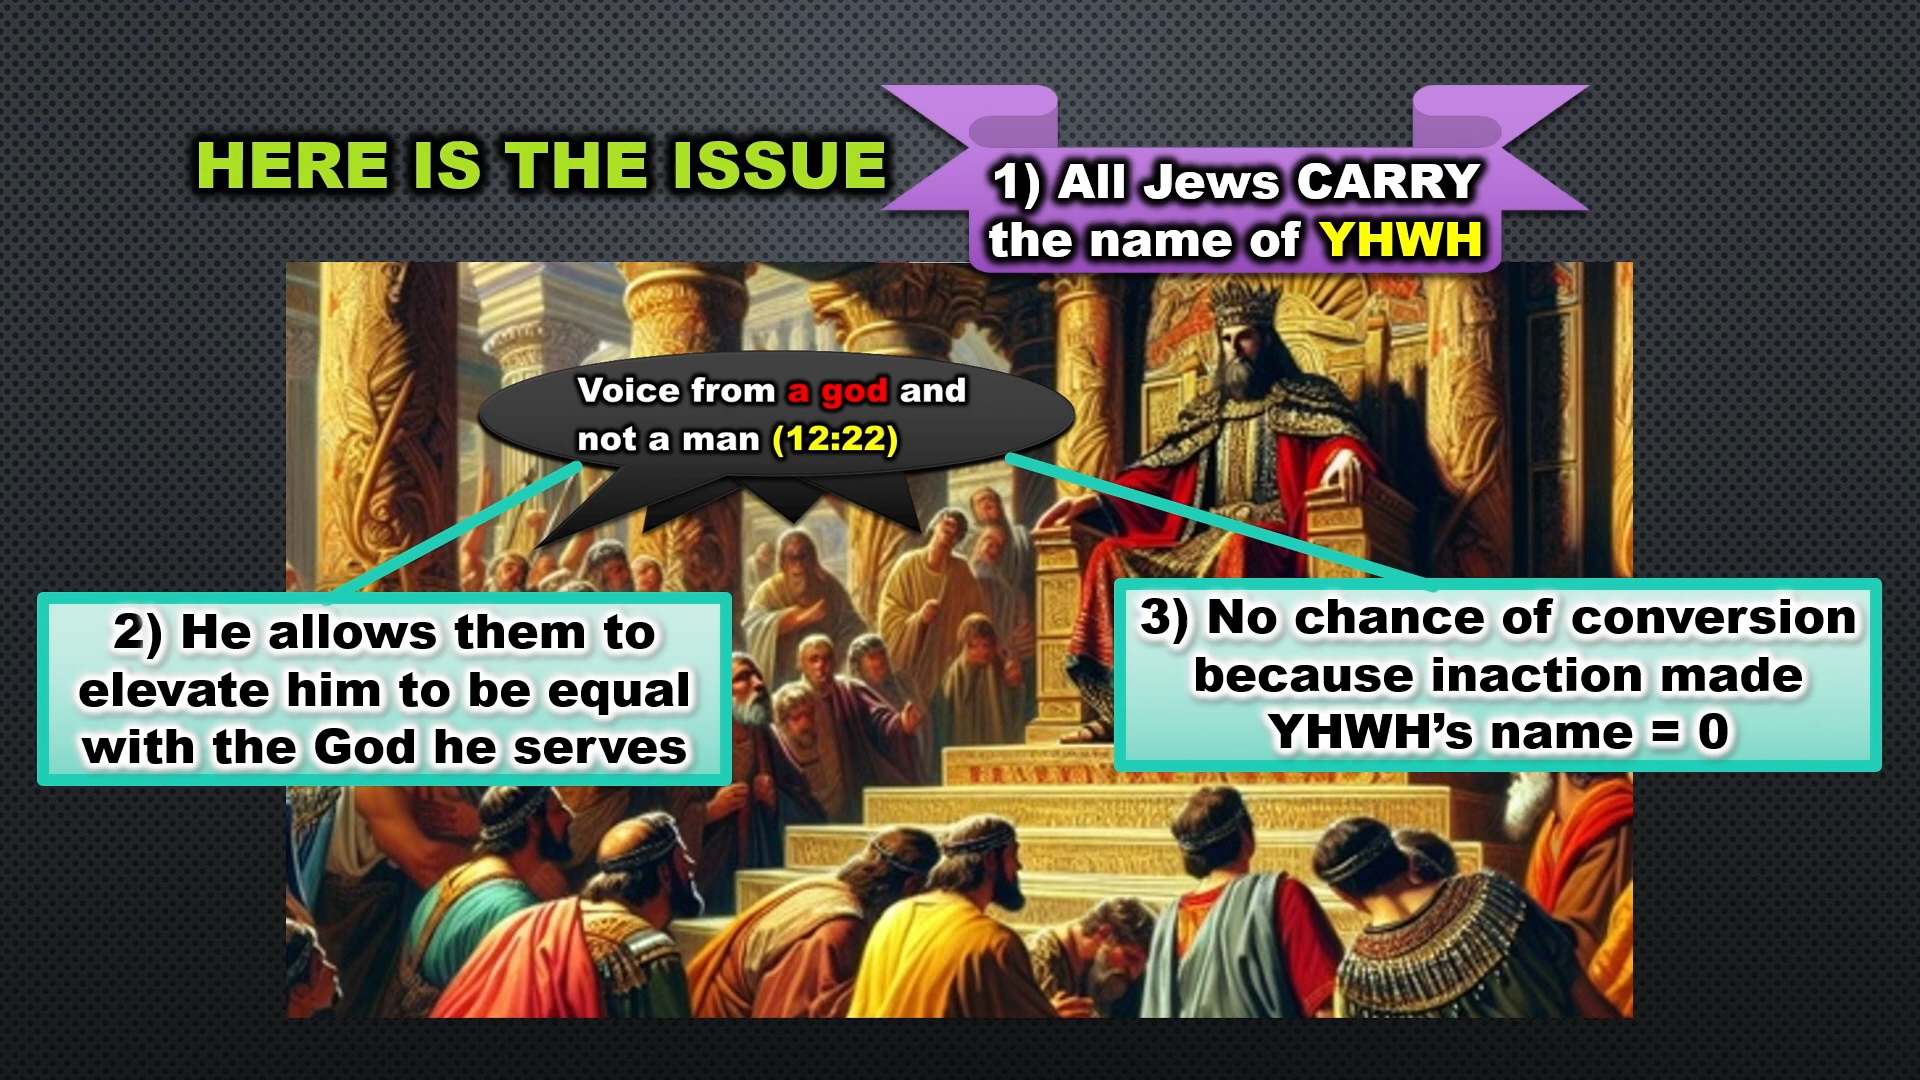 HERE IS THE ISSUE
1) All Jews CARRY
the name of YHWH
Voice from a god and
not a man (12:22)
2) He allows them to
elevate him to be equal
with the God he serves
3) No chance of conversion
because inaction made
YHWH’s name = 0